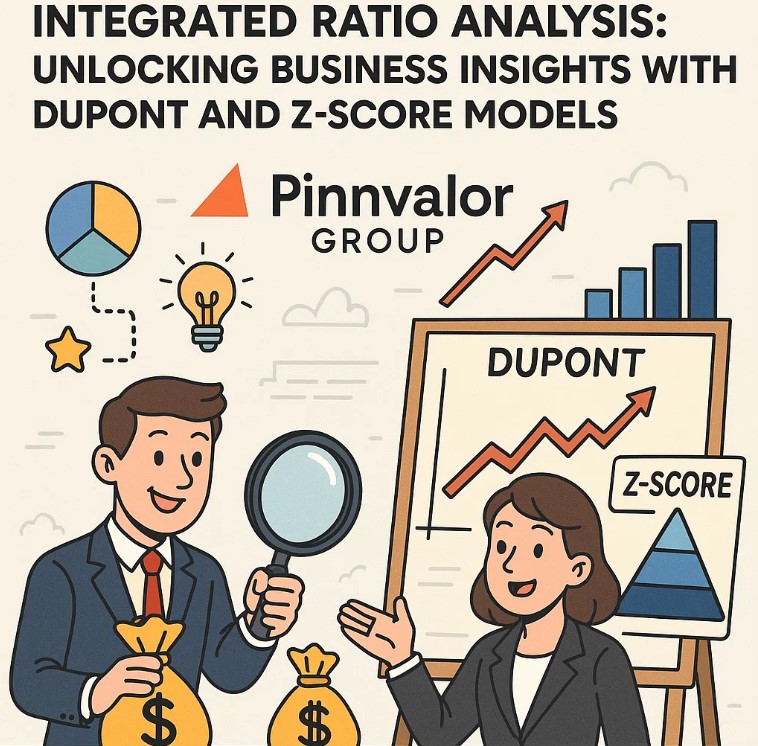 INTEGRATED RATIO ANALYSIS:
UNLOCKING BUSINESS INSIGHTS WITH
DUPONT AND Z-SCORE MODELS
Pinnvalor
GROUP
DUPONT
Z-SCORE
$
$